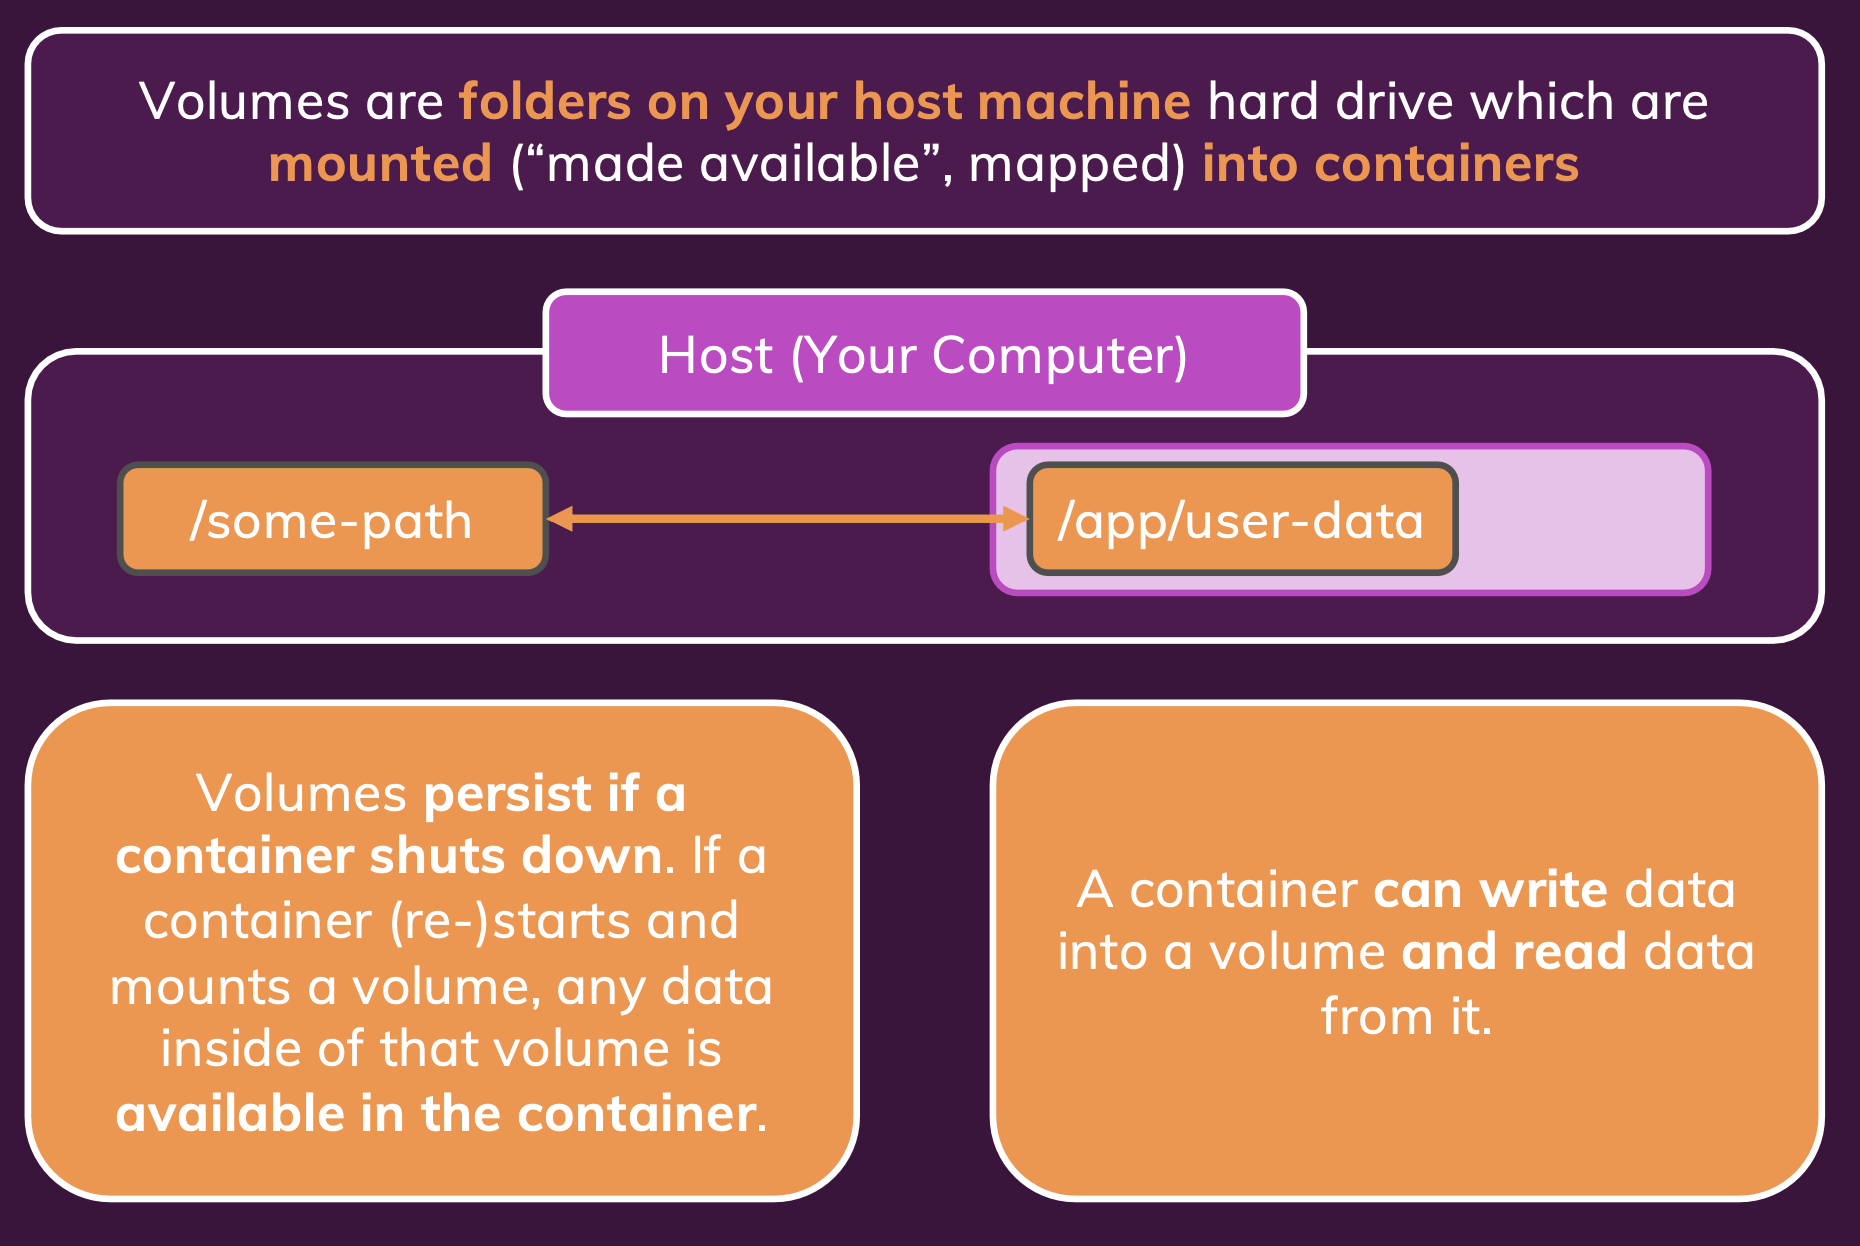 Volumes are folders on your host machine hard drive which are
mounted (“made available”, mapped) into containers
Host (Your Computer)
/some-path
/app/user-data
Volumes persist if a
container shuts down. If a
container (re-)starts and
mounts a volume, any data
inside of that volume is
available in the container.
A container can write data
into a volume and read data
from it.